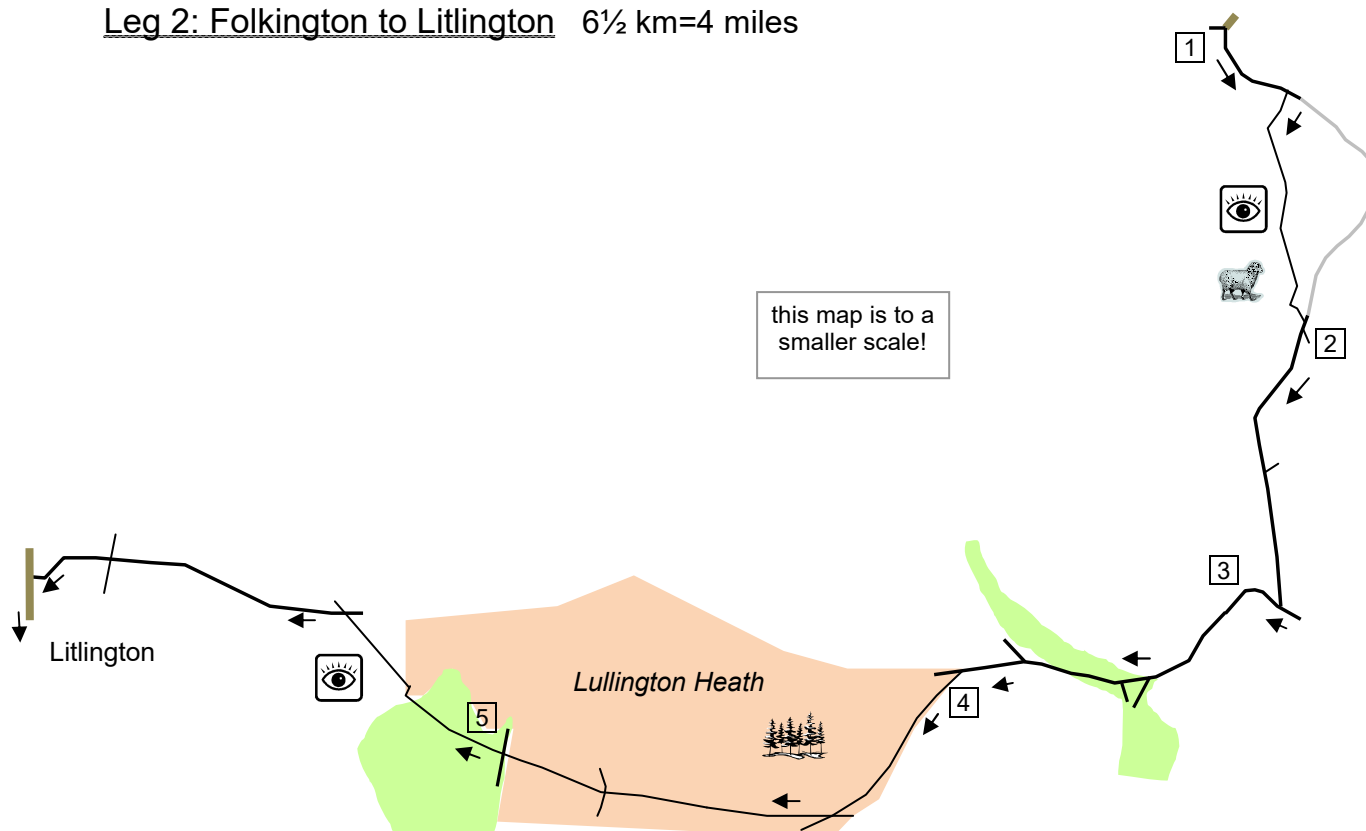 Leg 2: Folkington to Litlington 6½ km=4 miles
1
this map is to a
smaller scale!
2
3
Litlington
Lullington Heath
4
5